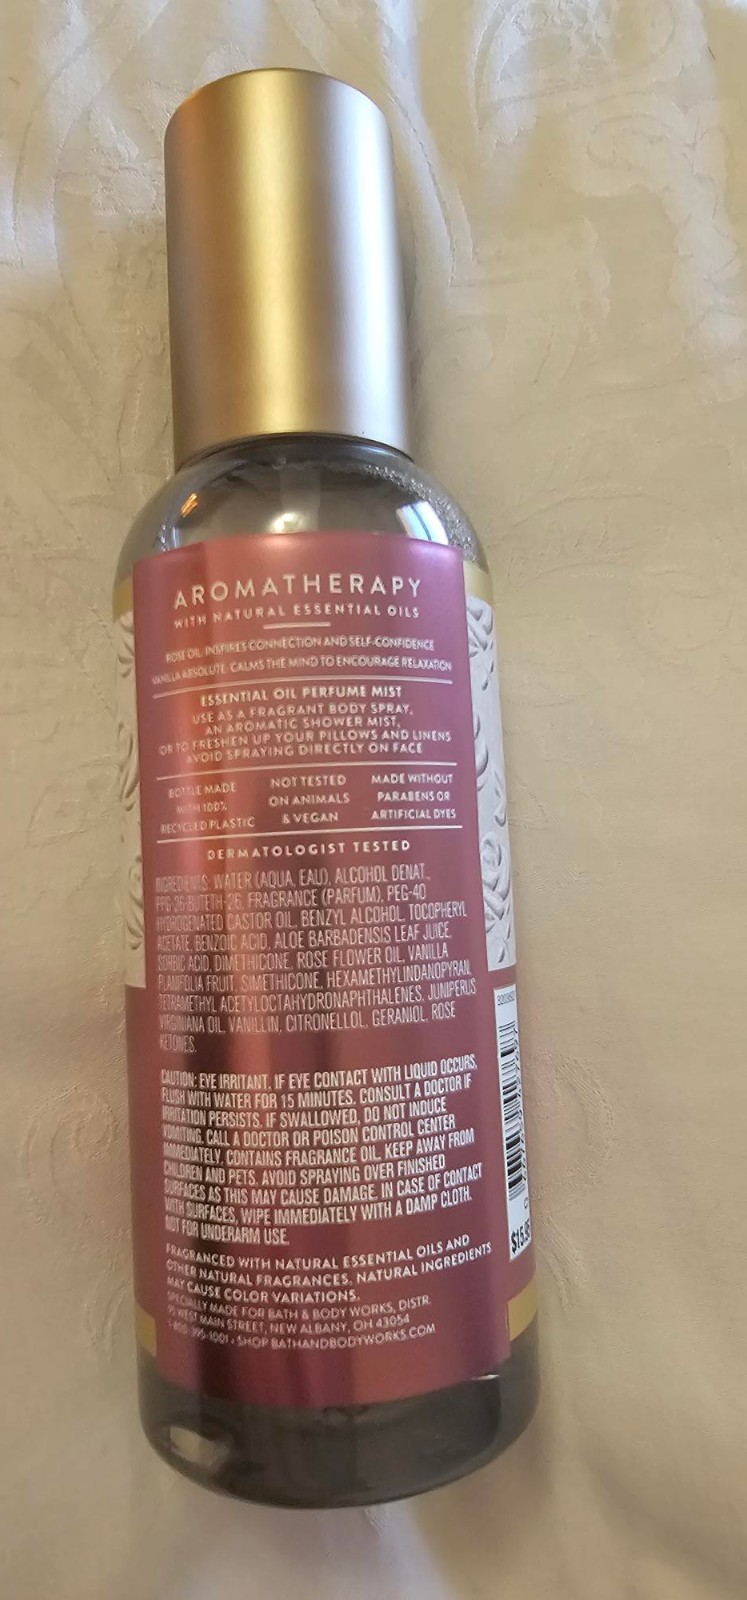 AROMATHERAPY
WITH NATURAL ESSENTIAL OILS
ROSE OIL: INSPIRES CONNECTION AND SELF-CONFIDENCE
VANILLA ABSOLUTE: CALMS THE MIND TO ENCOURAGE RELAXATION
ESSENTIAL OIL PERFUME MIST
USE AS A FRAGRANT BODY SPRAY,
AN AROMATIC SHOWER MIST,
OR TO FRESHEN UP YOUR PILLOWS AND LINENS
AVOID SPRAYING DIRECTLY ON FACE
BOTTLE MADE
WITH 100%
RECYCLED PLASTIC
NOT TESTED
ON ANIMALS
& VEGAN
MADE WITHOUT
PARABENS OR
ARTIFICIAL DYES
DERMATOLOGIST TESTED
INGREDIENTS: WATER (AQUA, EAU), ALCOHOL DENAT.,
PPG-26-BUTETH-26, FRAGRANCE (PARFUM), PEG-40
HYDROGENATED CASTOR OIL, BENZYL ALCOHOL, TOCOPHERYL
ACETATE, BENZOIC ACID, ALOE BARBADENSIS LEAF JUICE,
SORBIC ACID, DIMETHICONE, ROSE FLOWER OIL, VANILLA
PLANIFOLIA FRUIT, SIMETHICONE, HEXAMETHYLINDANOPYRAN,
TETRAMETHYL ACETYLOCTAHYDRONAPHTHALENES, JUNIPERUS
VIRGINIANA OIL, VANILLIN, CITRONELLOL, GERANIOL, ROSE
KETONES.
CAUTION: EYE IRRITANT. IF EYE CONTACT WITH LIQUID OCCURS,
FLUSH WITH WATER FOR 15 MINUTES. CONSULT A DOCTOR IF
IRRITATION PERSISTS. IF SWALLOWED, DO NOT INDUCE
VOMITING. CALL A DOCTOR OR POISON CONTROL CENTER
IMMEDIATELY. CONTAINS FRAGRANCE OIL. KEEP AWAY FROM
CHILDREN AND PETS. AVOID SPRAYING OVER FINISHED
SURFACES AS THIS MAY CAUSE DAMAGE. IN CASE OF CONTACT
WITH SURFACES, WIPE IMMEDIATELY WITH A DAMP CLOTH.
NOT FOR UNDERARM USE.
FRAGRANCED WITH NATURAL ESSENTIAL OILS AND
OTHER NATURAL FRAGRANCES. NATURAL INGREDIENTS
MAY CAUSE COLOR VARIATIONS.
SPECIALLY MADE FOR BATH & BODY WORKS, DISTR.
95 WEST MAIN STREET, NEW ALBANY, OH 43054
1-800-395-1001 • SHOP BATHANDBODYWORKS.COM